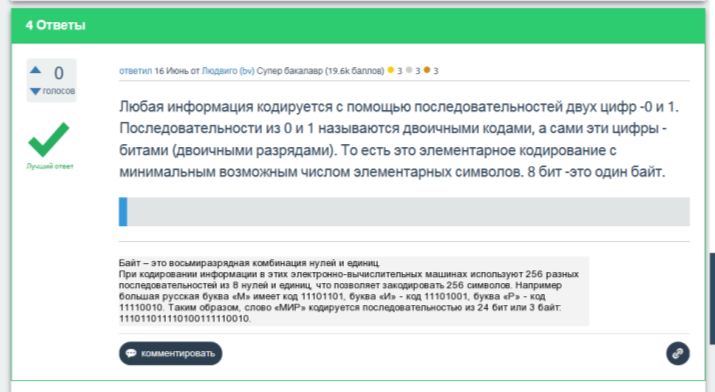 4 Ответы
0
голосов
Лучший ответ
ответил 16 Июнь от Людвиго (bv) Супер бакалавр (19.6k баллов) 3 3 3
Любая информация кодируется с помощью последовательностей двух цифр -0 и 1.
Последовательности из 0 и 1 называются двоичными кодами, а сами эти цифры -
битами (двоичными разрядами). То есть это элементарное кодирование с
минимальным возможным числом элементарных символов. 8 бит -это один байт.
Байт – это восьмиразрядная комбинация нулей и единиц.
При кодировании информации в этих электронно-вычислительных машинах используют 256 разных
последовательностей из 8 нулей и единиц, что позволяет закодировать 256 символов. Например
большая русская буква «М» имеет код 11101101, буква «И» - код 11101001, буква «Р» - код
11110010. Таким образом, слово «МИР» кодируется последовательностью из 24 бит или 3 байт:
111011011110100111110010.
комментировать